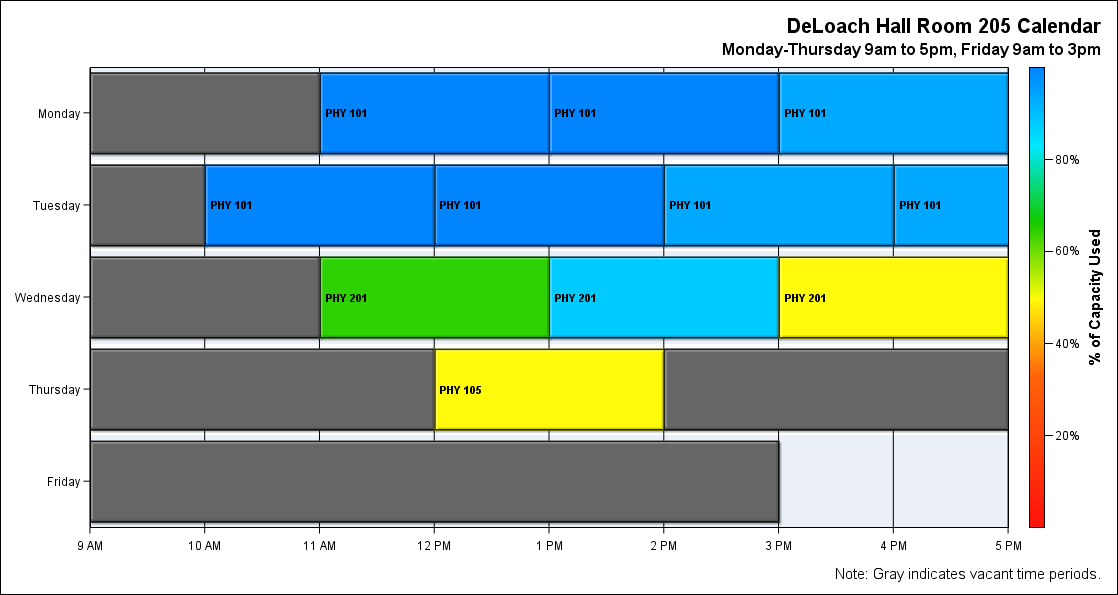 DeLoach Hall Room 205 Calendar
Monday-Thursday 9am to 5pm, Friday 9am to 3pm
Monday
PHY 101
PHY 101
PHY 101
Tuesday
PHY 101
PHY 101
PHY 101
PHY 101
Wednesday
PHY 201
PHY 201
PHY 201
Thursday
PHY 105
Friday
9 AM
10 AM
11 AM
12 PM
1 PM
2 PM
3 PM
4 PM
5 PM
80%
60%
40%
20%
% of Capacity Used
Note: Gray indicates vacant time periods.